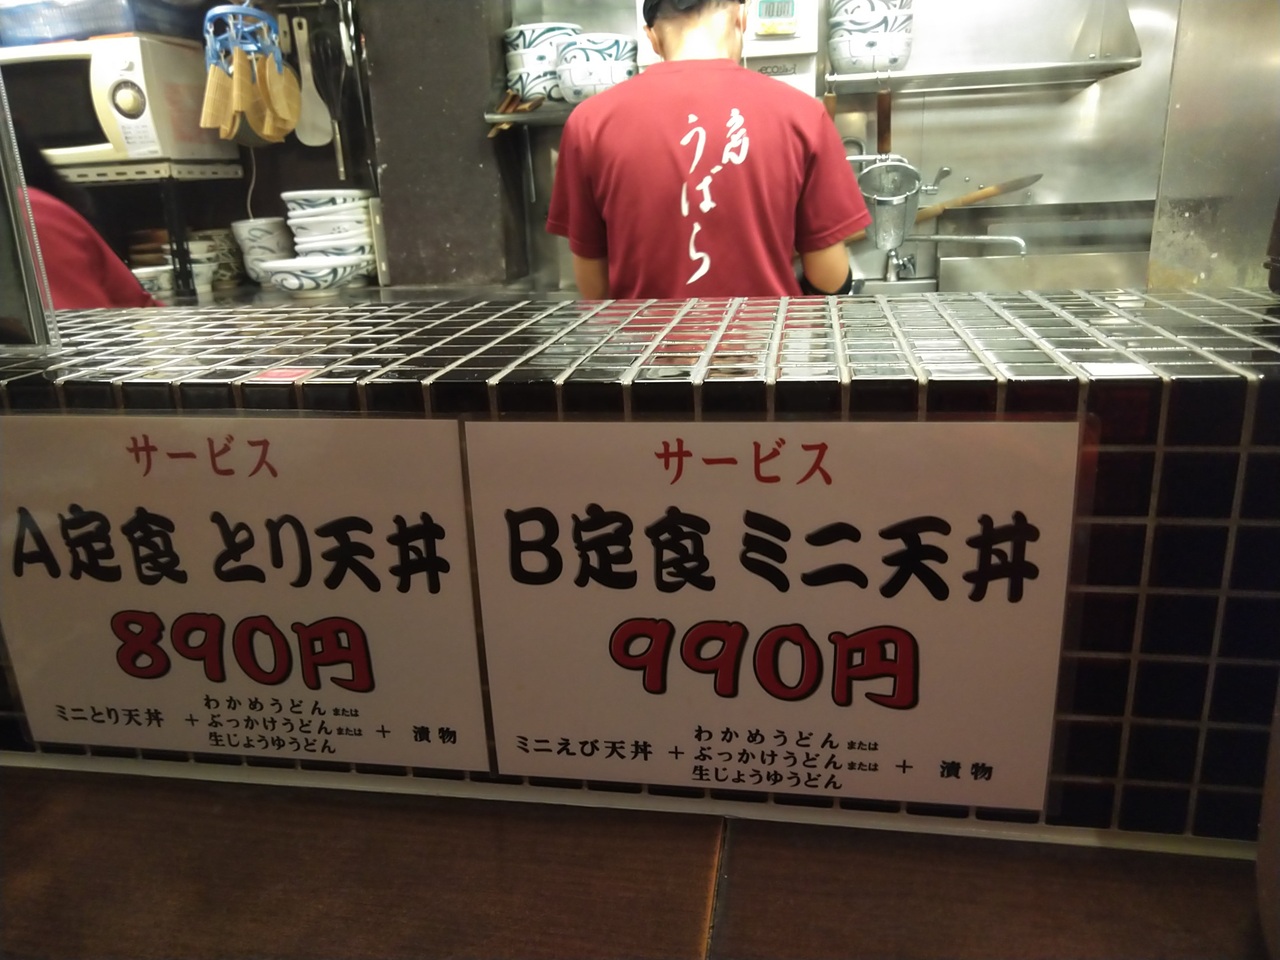 うばら
サービス
A定食 とり天丼
890円
ミニとり天丼 + わかめうどん または
ぶっかけうどん または
生じょうゆうどん + 漬物
サービス
B定食 ミニ天丼
990円
ミニえび天丼 + わかめうどん または
ぶっかけうどん または
生じょうゆうどん + 漬物